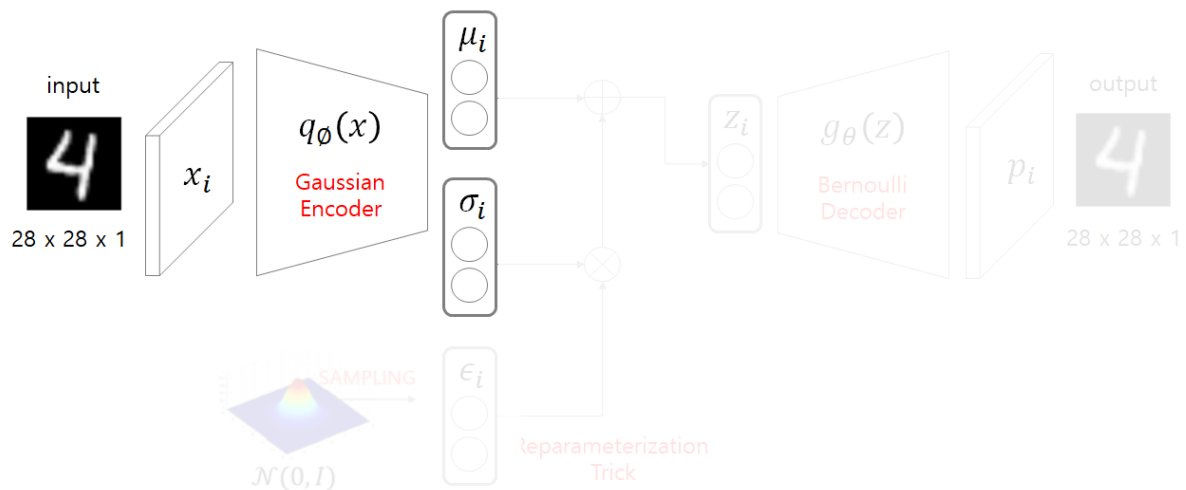 input
28 x 28 x 1
x_i
q_∅(x)
Gaussian
Encoder
μ_i
σ_i
SAMPLING
𝒩(0, I)
ϵ_i
Reparameterization
Trick
z_i
g_θ(z)
Bernoulli
Decoder
p_i
output
28 x 28 x 1